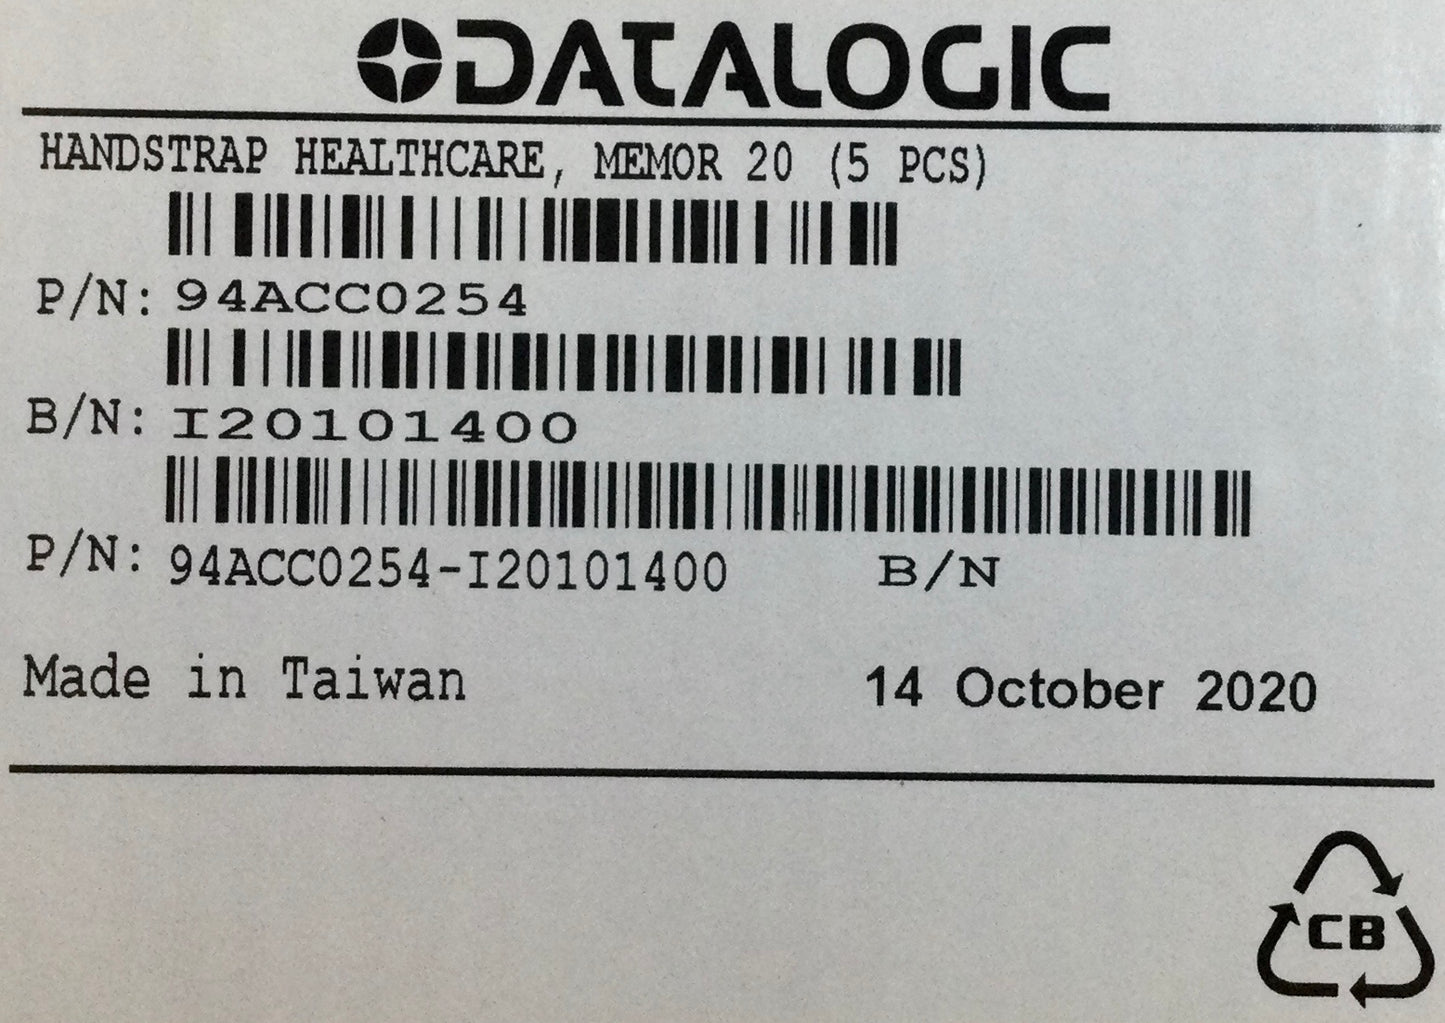 DATALOGIC
HANDSTRAP HEALTHCARE, MEMOR 20 (5 PCS)
P/N: 94ACC0254
B/N: I20101400
P/N: 94ACC0254-I20101400 B/N
Made in Taiwan 14 October 2020
CB